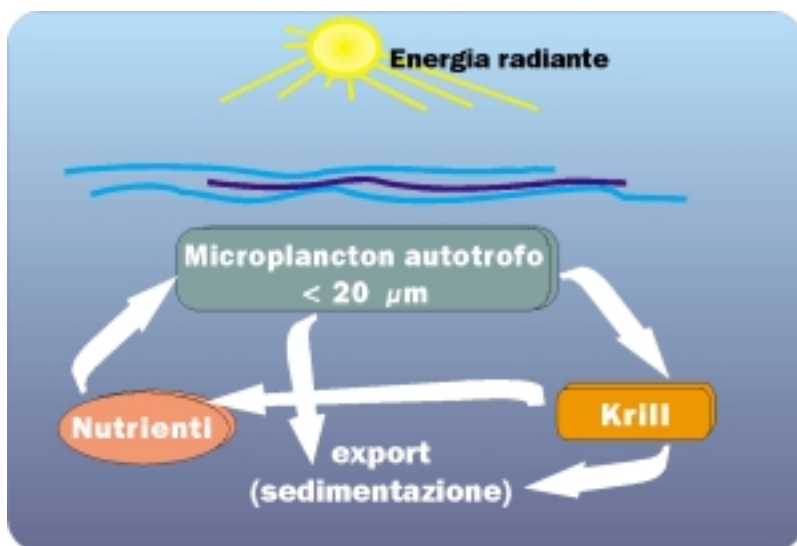 Energia radiante
Microplancton autotrofo
< 20 μm
Nutrienti
Krill
export
(sedimentazione)